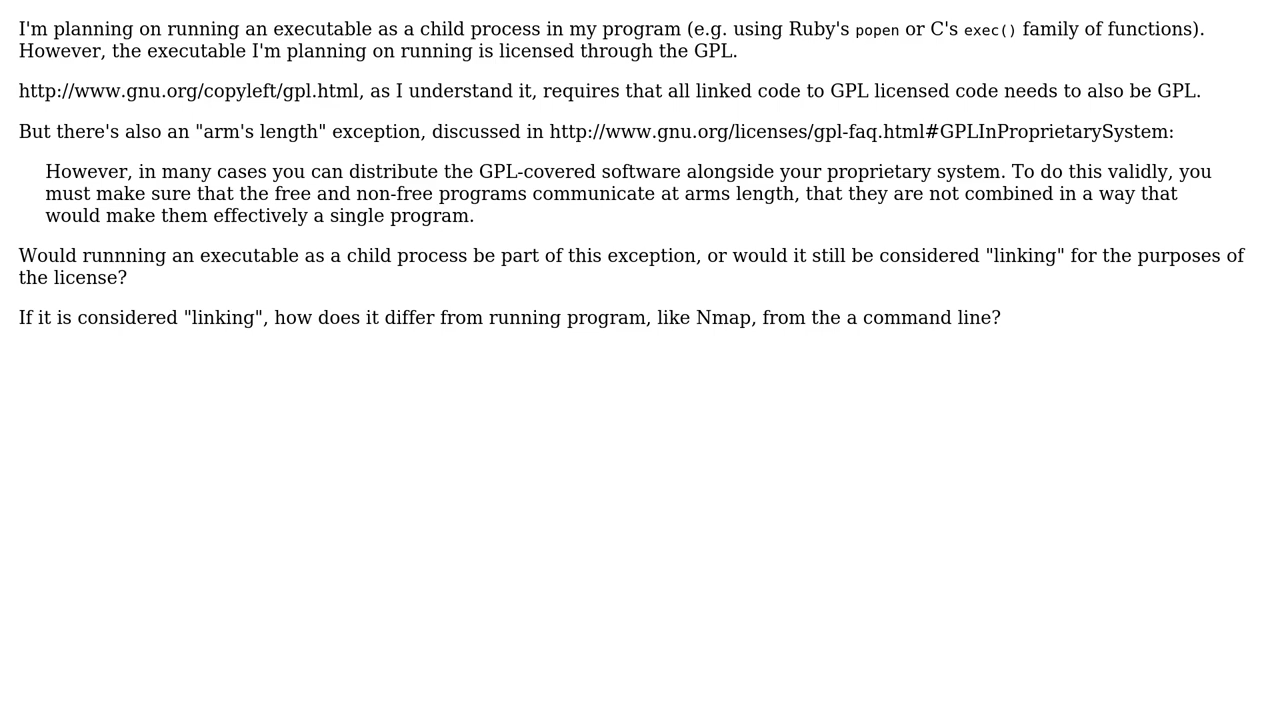 I'm planning on running an executable as a child process in my program (e.g. using Ruby's popen or C's exec() family of functions).
However, the executable I'm planning on running is licensed through the GPL.
http://www.gnu.org/copyleft/gpl.html, as I understand it, requires that all linked code to GPL licensed code needs to also be GPL.
But there's also an "arm's length" exception, discussed in http://www.gnu.org/licenses/gpl-faq.html#GPLInProprietarySystem:
However, in many cases you can distribute the GPL-covered software alongside your proprietary system. To do this validly, you
must make sure that the free and non-free programs communicate at arms length, that they are not combined in a way that
would make them effectively a single program.
Would runnning an executable as a child process be part of this exception, or would it still be considered "linking" for the purposes of
the license?
If it is considered "linking", how does it differ from running program, like Nmap, from the a command line?